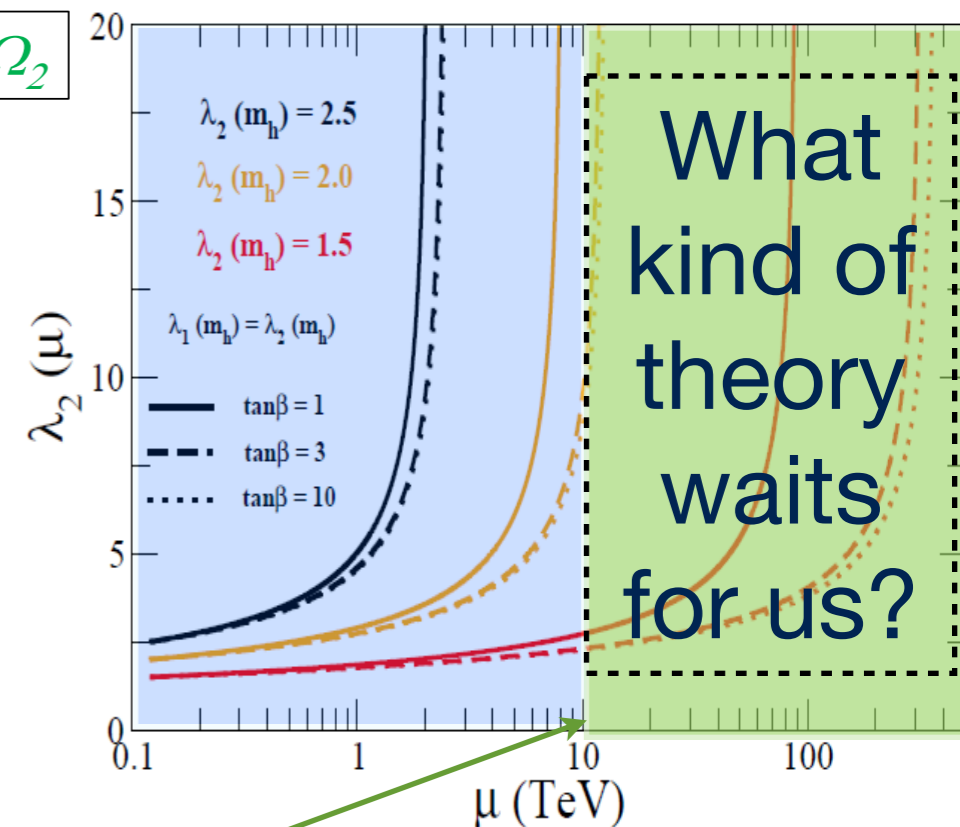 Ω₂
20
15
10
5
0
λ₂ (μ)
λ₂ (mₕ) = 2.5
λ₂ (mₕ) = 2.0
λ₂ (mₕ) = 1.5
λ₁ (mₕ) = λ₂ (mₕ)
tanβ = 1
tanβ = 3
tanβ = 10
What
kind of
theory
waits
for us?
0.1 1 10 100
μ (TeV)